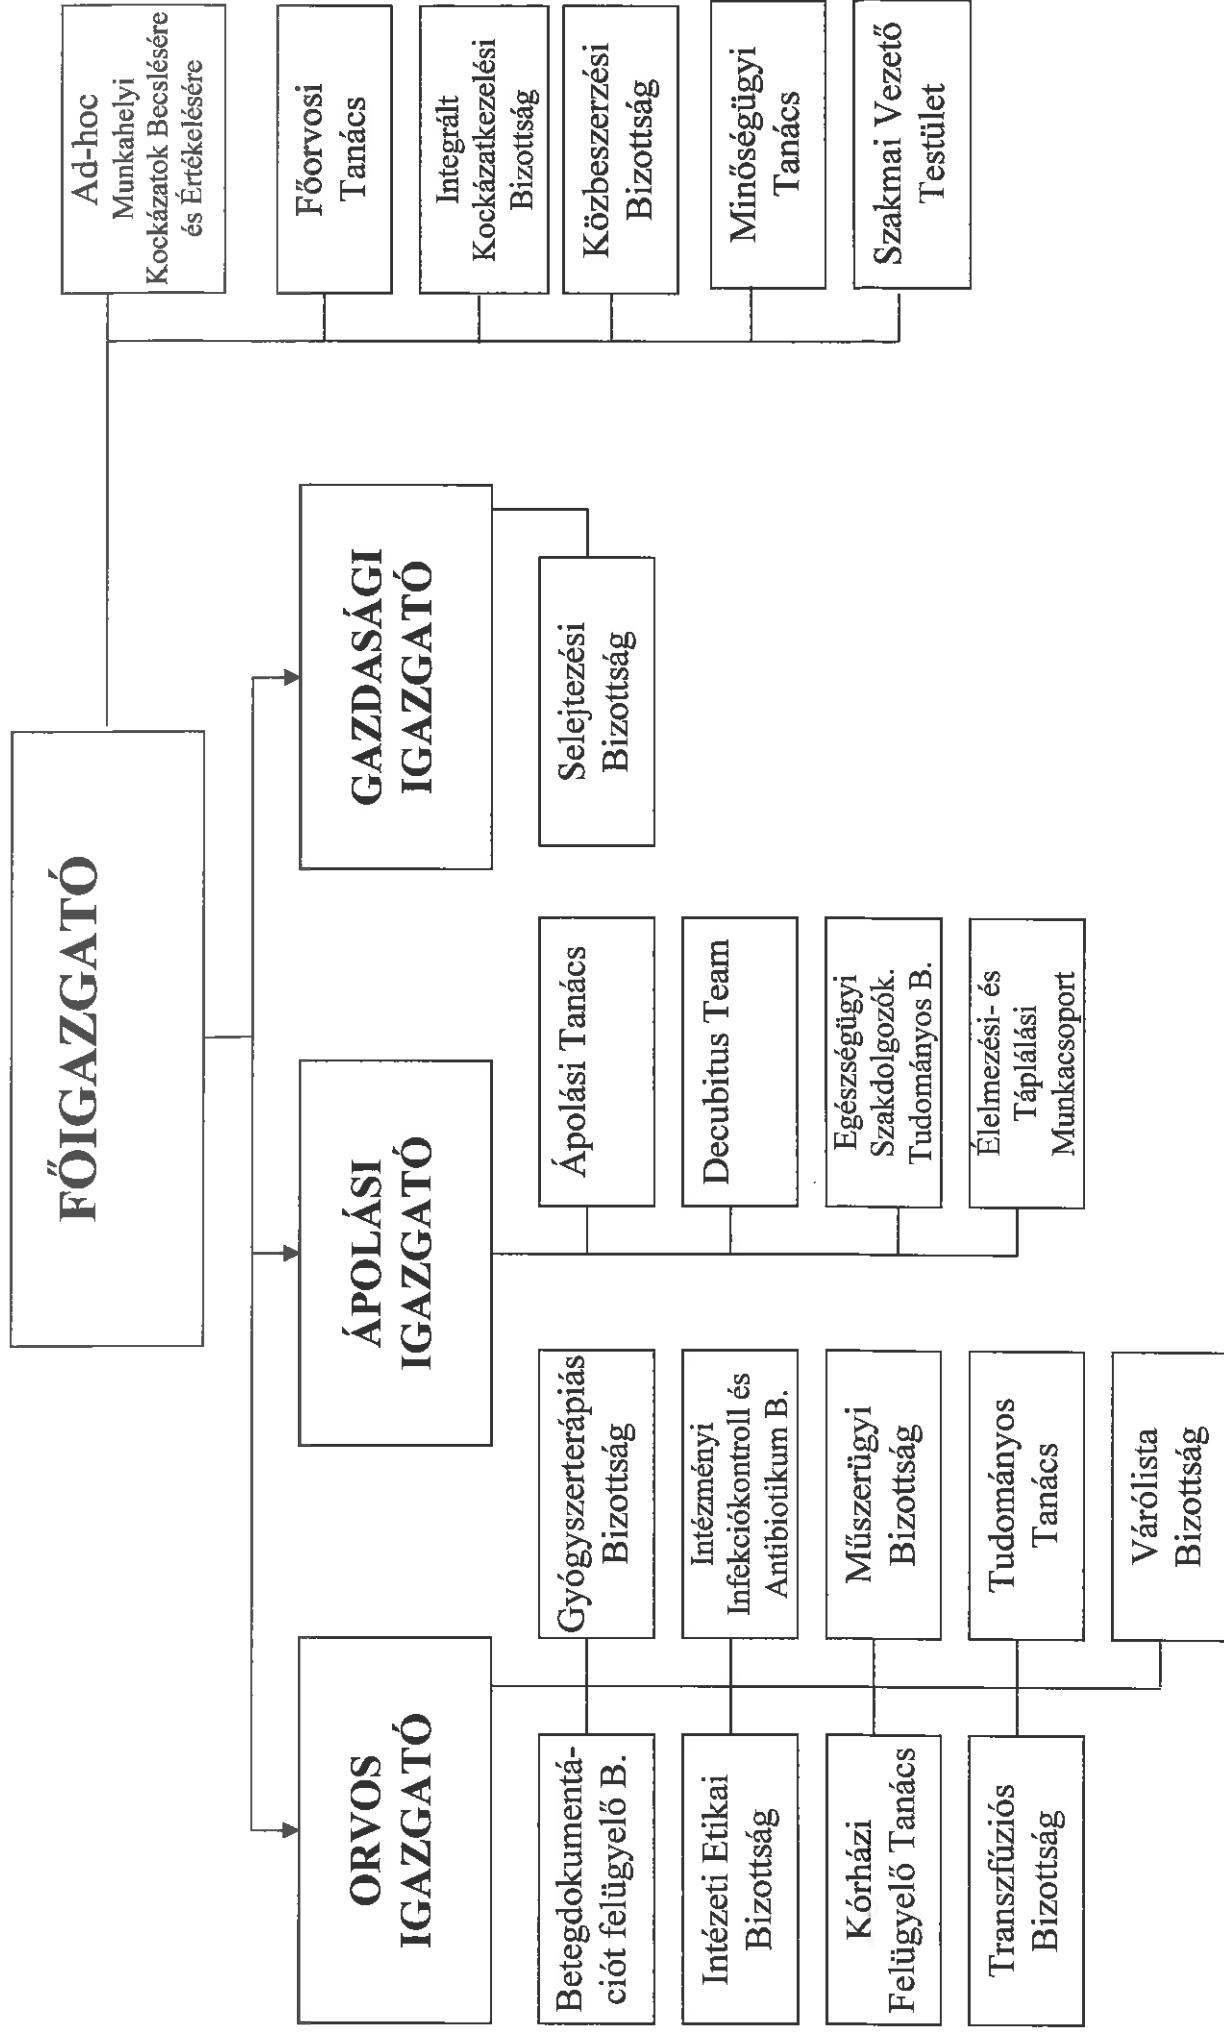 FŐIGAZGATÓ
Ad-hoc
Munkahelyi
Kockázatok Becslésére
és Értékelésére
Főorvosi
Tanács
Integrált
Kockázatkezelési
Bizottság
Közbeszerzési
Bizottság
Minőségügyi
Tanács
Szakmai Vezető
Testület
ORVOS
IGAZGATÓ
Betegdokumentá-
ciót felügyelő B.
Gyógyszerterápiás
Bizottság
Intézeti Etikai
Bizottság
Intézményi
Infekciókontroll és
Antibiotikum B.
Kórházi
Felügyelő Tanács
Műszerügyi
Bizottság
Transzfúziós
Bizottság
Tudományos
Tanács
Várólista
Bizottság
ÁPOLÁSI
IGAZGATÓ
Ápolási Tanács
Decubitus Team
Egészségügyi
Szakdolgozók.
Tudományos B.
Élelmezési- és
Táplálási
Munkacsoport
GAZDASÁGI
IGAZGATÓ
Selejtezési
Bizottság